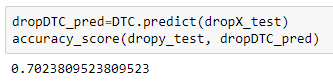 dropDTC_pred=DTC.predict(dropX_test)
accuracy_score(dropy_test, dropDTC_pred)
0.7023809523809523